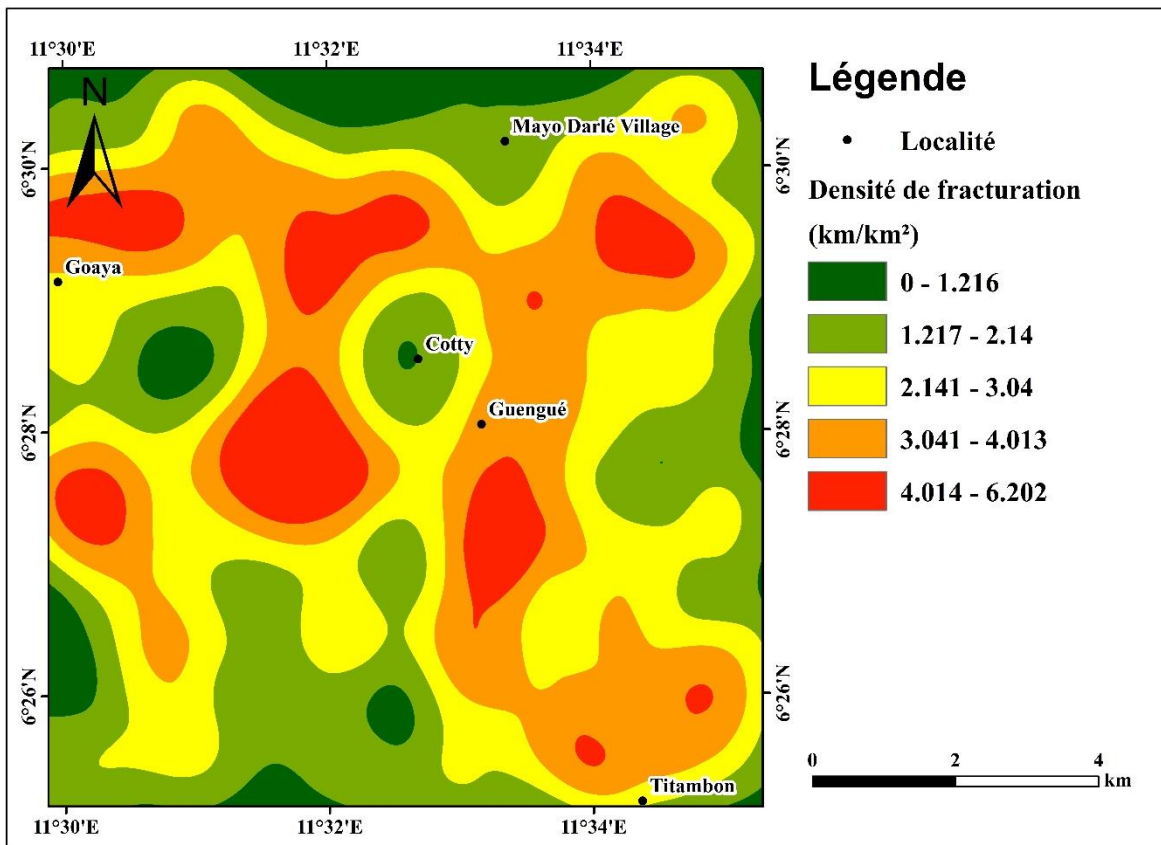 11°30'E 11°32'E 11°34'E
N
Mayo Darlé Village
6°30'N 6°30'N
Goaya
Cotty
Guengué
6°28'N 6°28'N
6°26'N 6°26'N
Titambon
11°30'E 11°32'E 11°34'E
Légende
Localité
Densité de fracturation
(km/km²)
0 - 1.216
1.217 - 2.14
2.141 - 3.04
3.041 - 4.013
4.014 - 6.202
0 2 4
km